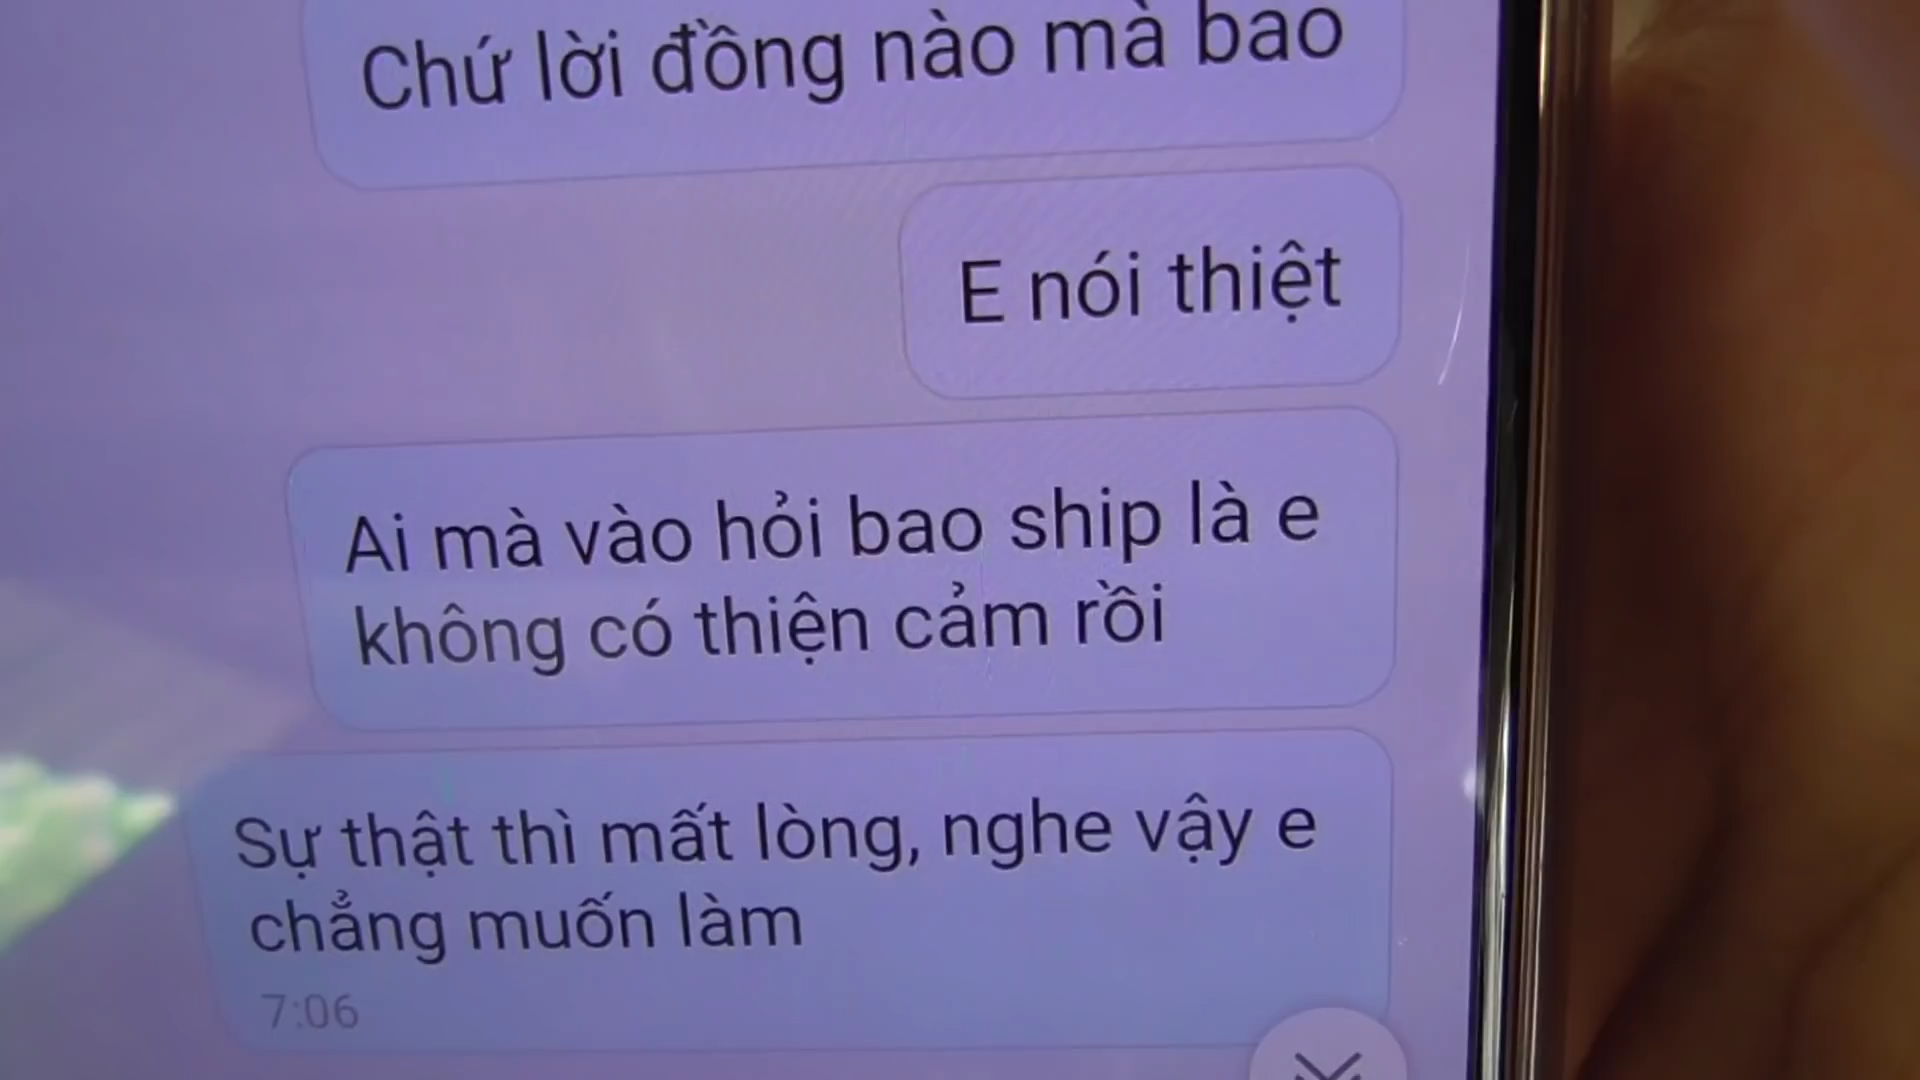 Chứ lời đồng nào mà bao
E nói thiệt
Ai mà vào hỏi bao ship là e
không có thiện cảm rồi
Sự thật thì mất lòng, nghe vậy e
chẳng muốn làm
7:06